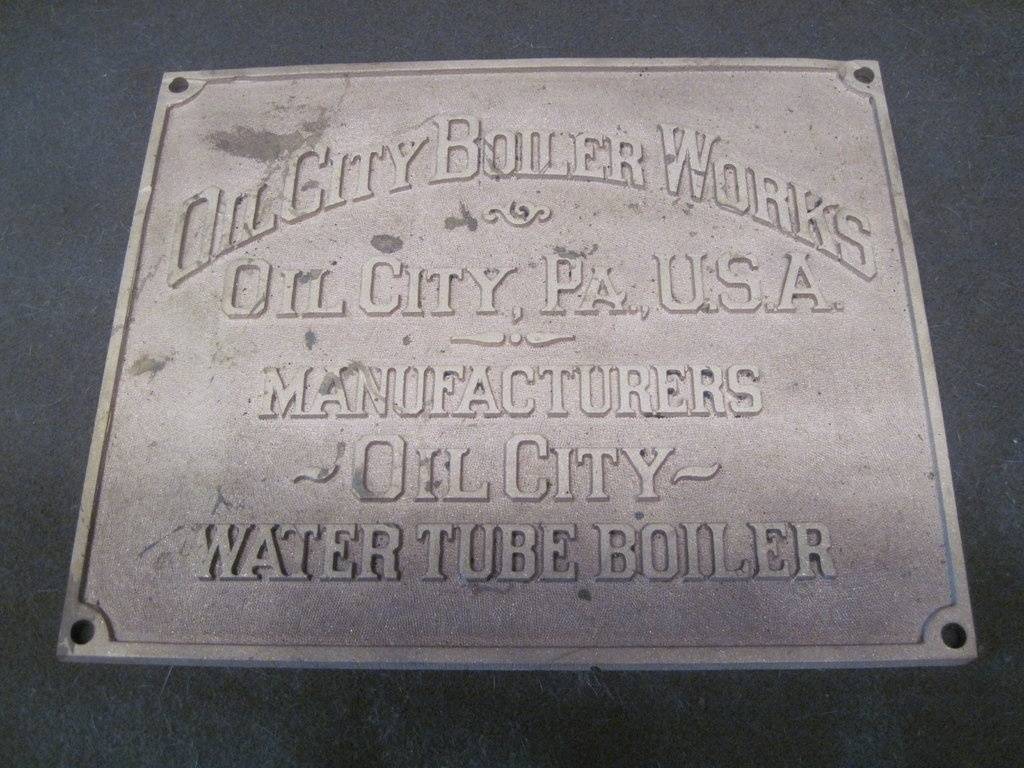 OIL CITY BOILER WORKS
OIL CITY, PA., U.S.A.
MANUFACTURERS
~OIL CITY~
WATER TUBE BOILER